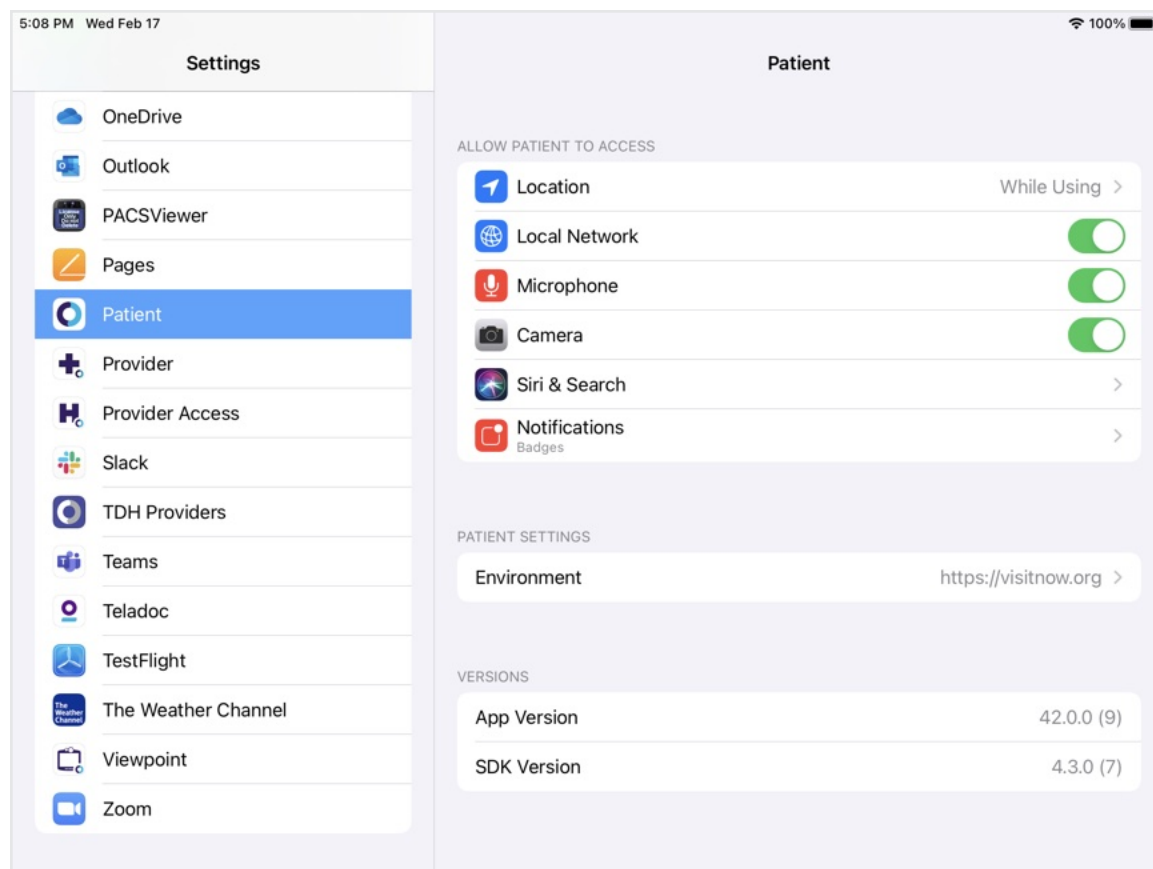 5:08 PM Wed Feb 17
100%
Settings
OneDrive
Outlook
PACSViewer
Pages
Patient
Provider
Provider Access
Slack
TDH Providers
Teams
Teladoc
TestFlight
The Weather Channel
The Weather Channel
Viewpoint
Zoom
Patient
ALLOW PATIENT TO ACCESS
Location While Using
Local Network
Microphone
Camera
Siri & Search
Notifications
Badges
PATIENT SETTINGS
Environment https://visitnow.org
VERSIONS
App Version 42.0.0 (9)
SDK Version 4.3.0 (7)